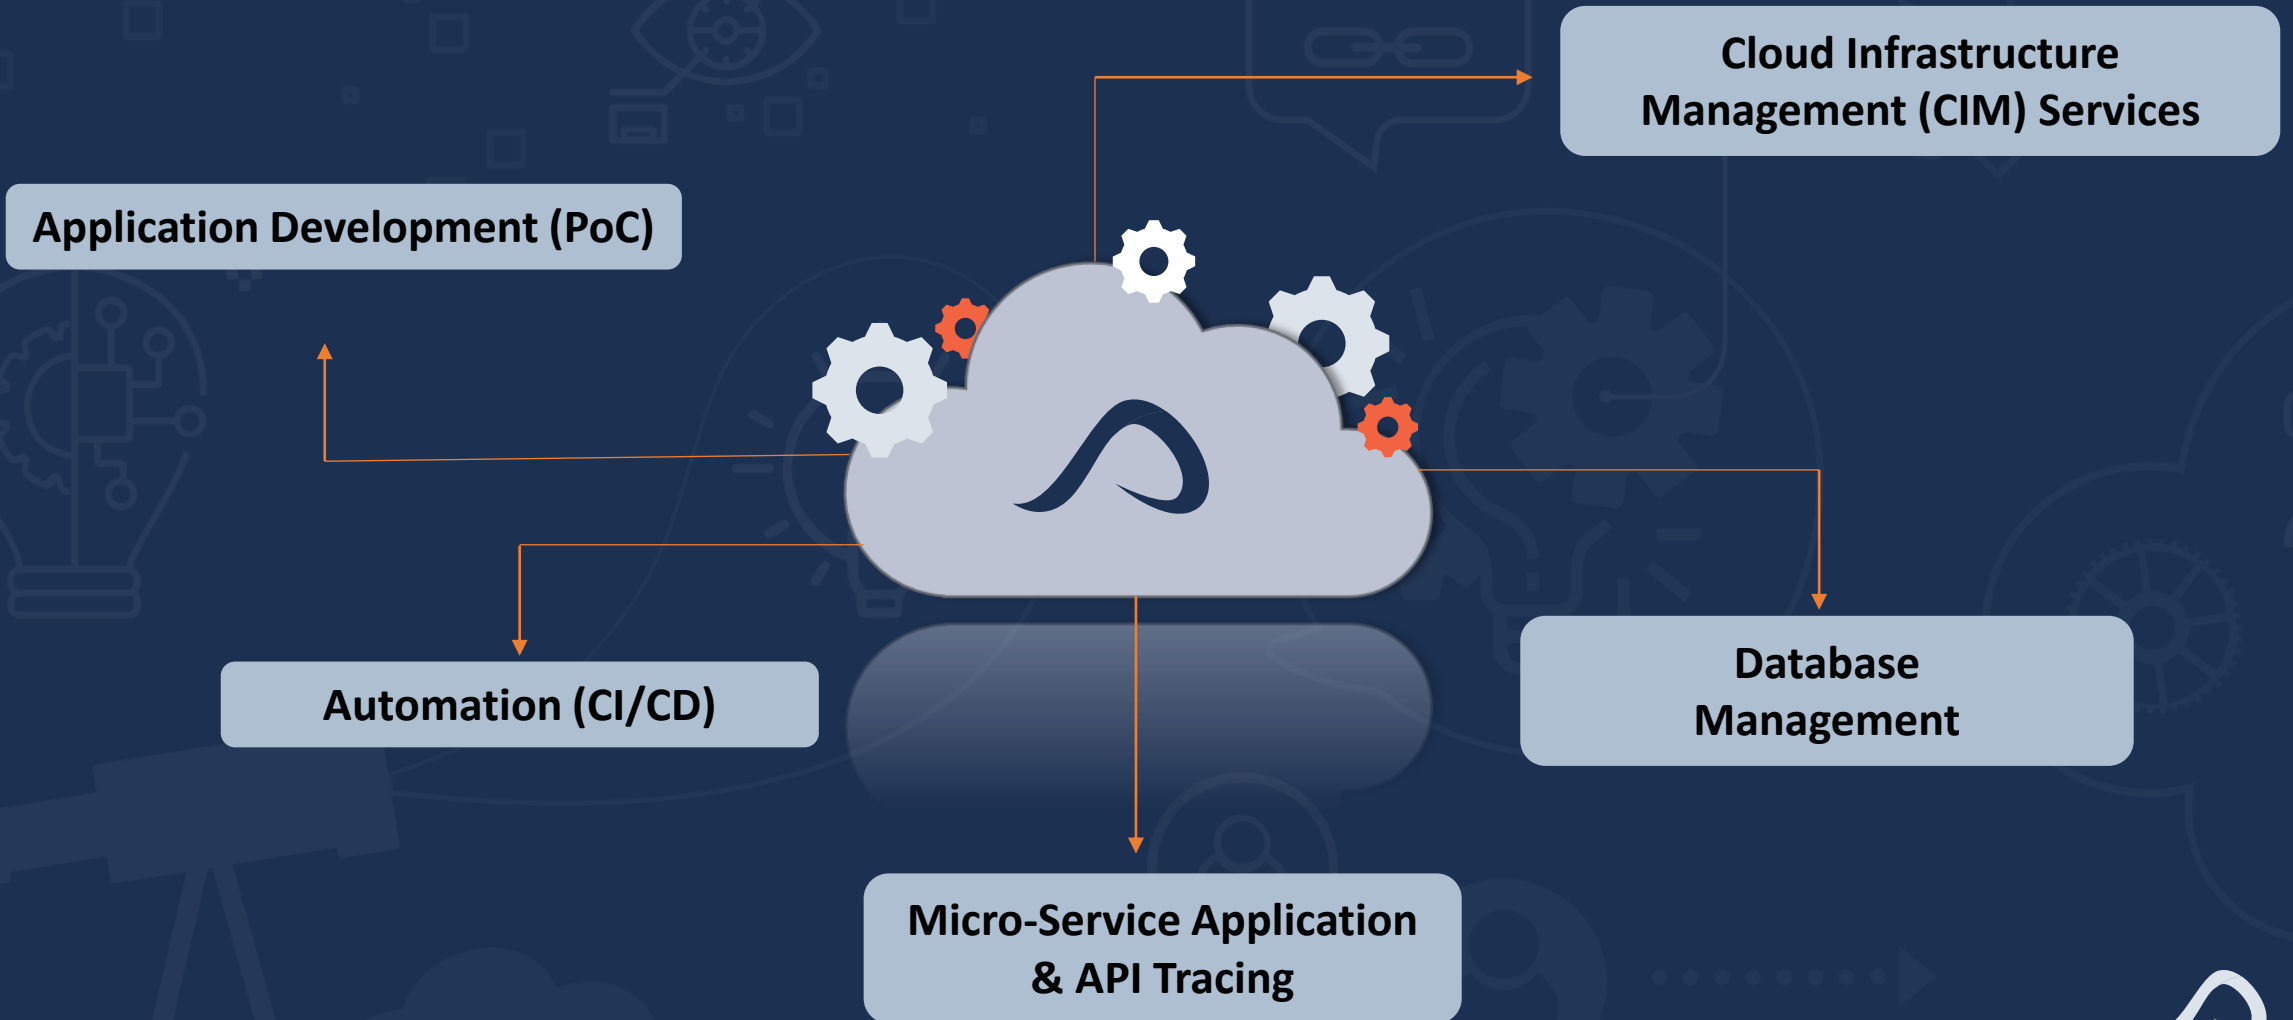 Cloud Infrastructure
Management (CIM) Services
Application Development (PoC)
Automation (CI/CD)
Database
Management
Micro-Service Application
& API Tracing